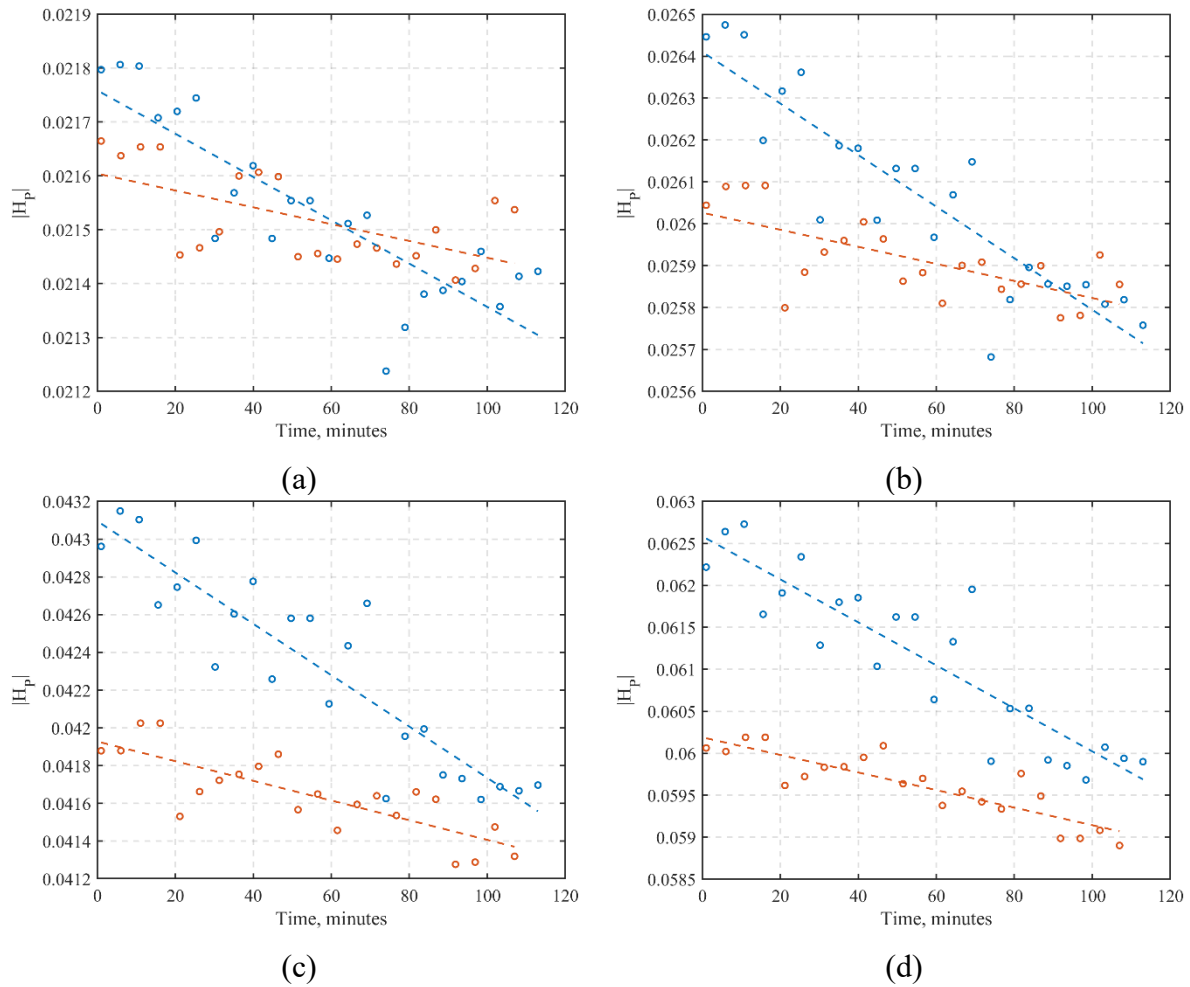 0.0219
0.0218
0.0217
0.0216
0.0215
0.0214
0.0213
0.0212
|H_P|
0 20 40 60 80 100 120
Time, minutes
(a)
0.0265
0.0264
0.0263
0.0262
0.0261
0.026
0.0259
0.0258
0.0257
0.0256
|H_P|
0 20 40 60 80 100 120
Time, minutes
(b)
0.0432
0.043
0.0428
0.0426
0.0424
0.0422
0.042
0.0418
0.0416
0.0414
0.0412
|H_P|
0 20 40 60 80 100 120
Time, minutes
(c)
0.063
0.0625
0.062
0.0615
0.061
0.0605
0.06
0.0595
0.059
0.0585
|H_P|
0 20 40 60 80 100 120
Time, minutes
(d)